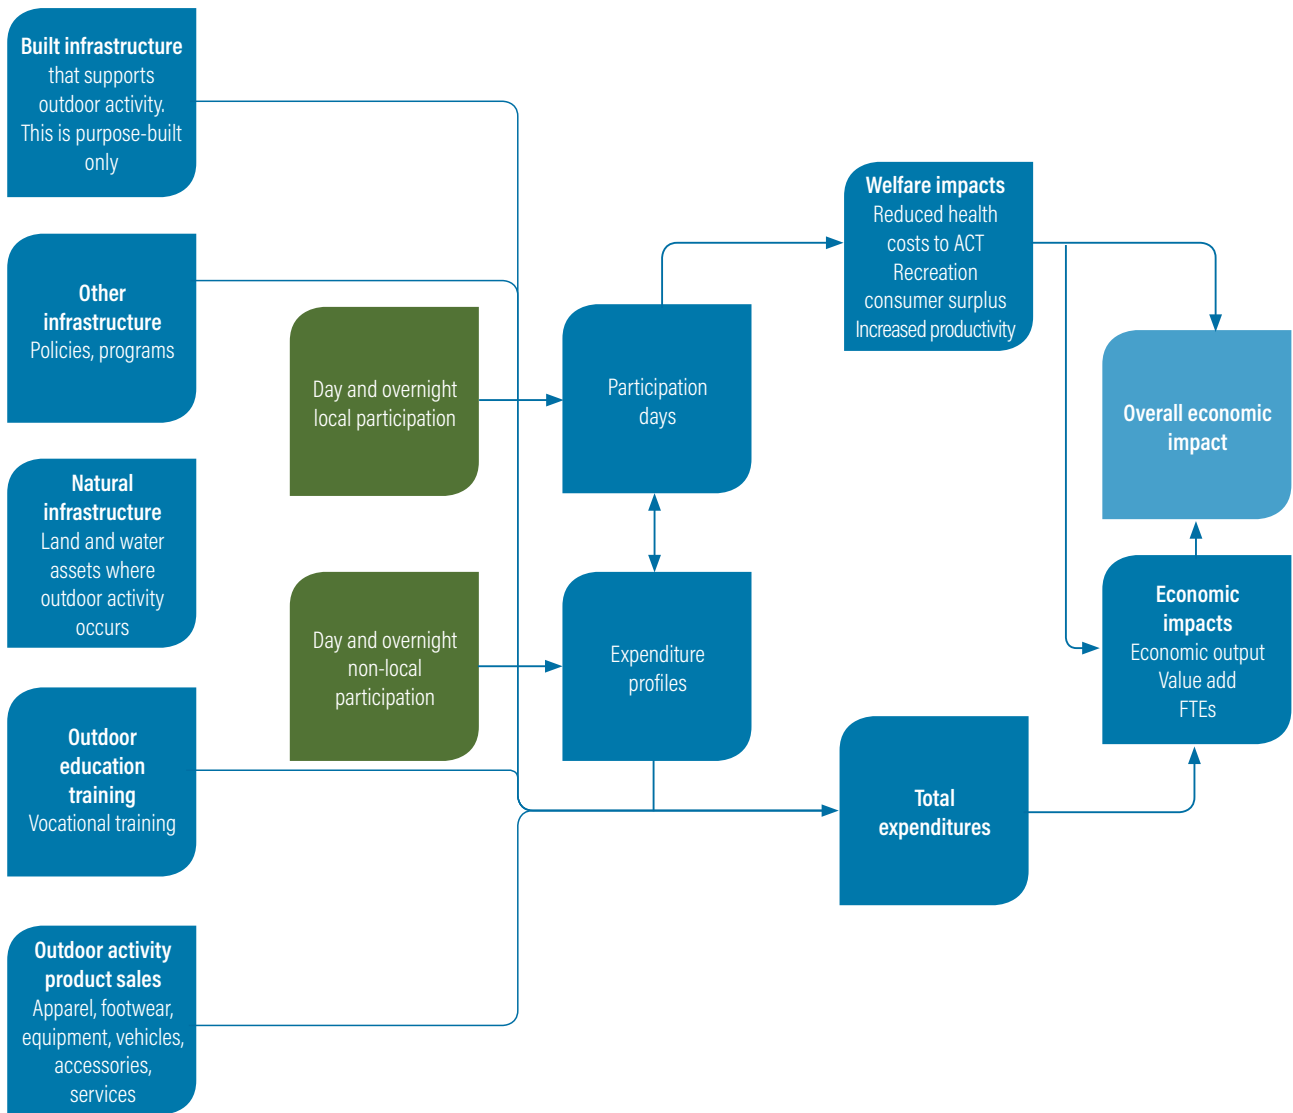 Built infrastructure
that supports
outdoor activity.
This is purpose-built
only
Other
infrastructure
Policies, programs
Natural
infrastructure
Land and water
assets where
outdoor activity
occurs
Outdoor
education
training
Vocational training
Outdoor activity
product sales
Apparel, footwear,
equipment, vehicles,
accessories,
services
Day and overnight
local participation
Day and overnight
non-local
participation
Participation
days
Expenditure
profiles
Welfare impacts
Reduced health
costs to ACT
Recreation
consumer surplus
Increased productivity
Total
expenditures
Overall economic
impact
Economic
impacts
Economic output
Value add
FTEs